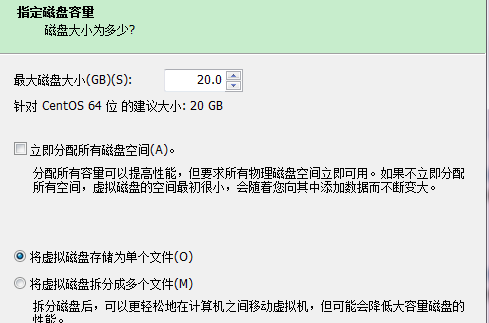 指定磁盘容量
磁盘大小为多少?
最大磁盘大小(GB)(S): 20.0
针对 CentOS 64 位 的建议大小: 20 GB
立即分配所有磁盘空间(A)。
分配所有容量可以提高性能，但要求所有物理磁盘空间立即可用。如果不立即分配
所有空间，虚拟磁盘的空间最初很小，会随着您向其中添加数据而不断变大。
将虚拟磁盘存储为单个文件(O)
将虚拟磁盘拆分成多个文件(M)
拆分磁盘后，可以更轻松地在计算机之间移动虚拟机，但可能会降低大容量磁盘的
性能。